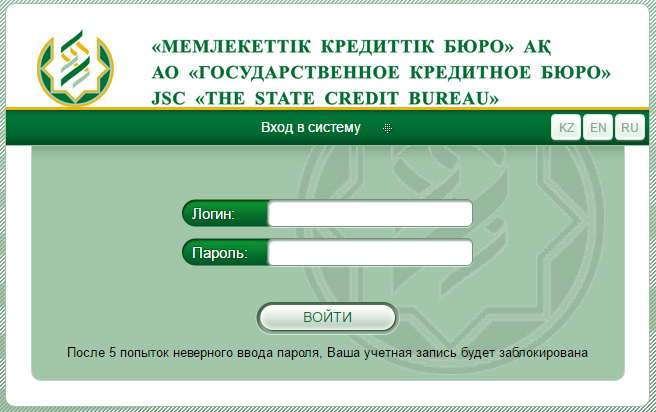 «МЕМЛЕКЕТТІК КРЕДИТТІК БЮРО» АҚ
АО «ГОСУДАРСТВЕННОЕ КРЕДИТНОЕ БЮРО»
JSC «THE STATE CREDIT BUREAU»
Вход в систему
KZ EN RU
Логин:
Пароль:
ВОЙТИ
После 5 попыток неверного ввода пароля, Ваша учетная запись будет заблокирована